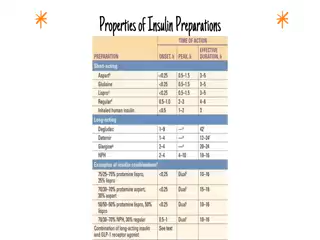 Properties of Insulin Preparations
TIME OF ACTION
PREPARATION ONSET, h PEAK, h EFFECTIVE DURATION, h
Short-acting
Aspart <0.25 0.5–1.5 3–5
Glulisine <0.25 0.5–1.5 3–5
Lispro <0.25 0.5–1.5 3–5
Regular 0.5–1.0 2–3 4–8
Inhaled human insulin <0.5 1–2 3
Long-acting
Degludec 1–9 42
Detemir 1–4 12–24
Glargine 2–4 20–24
NPH 2–4 4–10 10–16
Examples of insulin combinations
75/25–75% protamine lispro, 25% lispro <0.25 Dual 10–16
70/30–70% protamine aspart, 30% aspart <0.25 Dual
50/50–50% protamine lispro, 50% lispro <0.25 Dual 10–16
70/30–70% NPH, 30% regular 0.5–1 Dual 10–16
Combination of long-acting insulin and GLP-1 receptor agonist See text